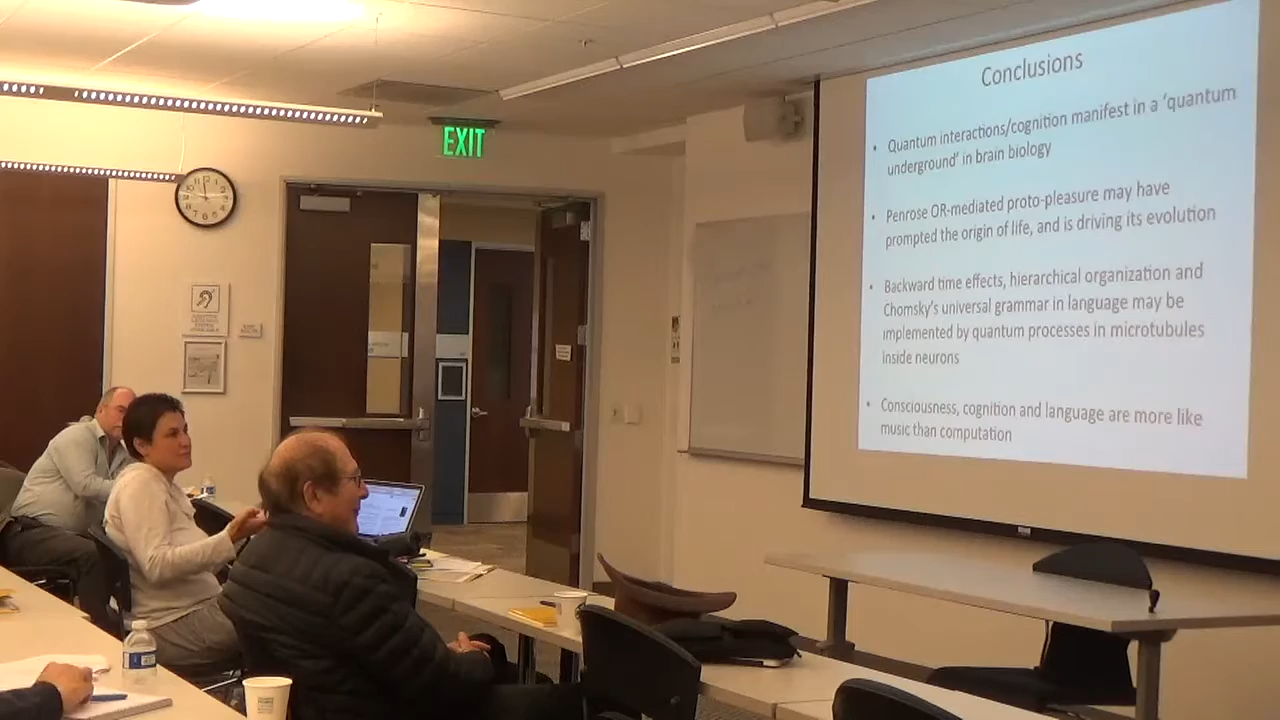 EXIT
Conclusions
• Quantum interactions/cognition manifest in a 'quantum
underground' in brain biology
• Penrose OR-mediated proto-pleasure may have
prompted the origin of life, and is driving its evolution
• Backward time effects, hierarchical organization and
Chomsky's universal grammar in language may be
implemented by quantum processes in microtubules
inside neurons
• Consciousness, cognition and language are more like
music than computation